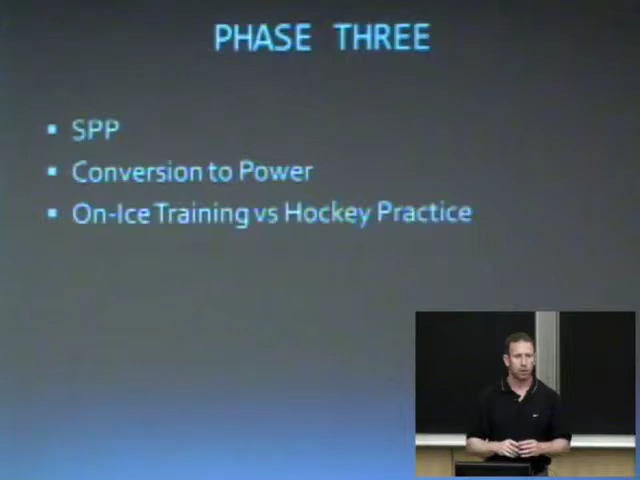 PHASE THREE
SPP
Conversion to Power
On-Ice Training vs Hockey Practice